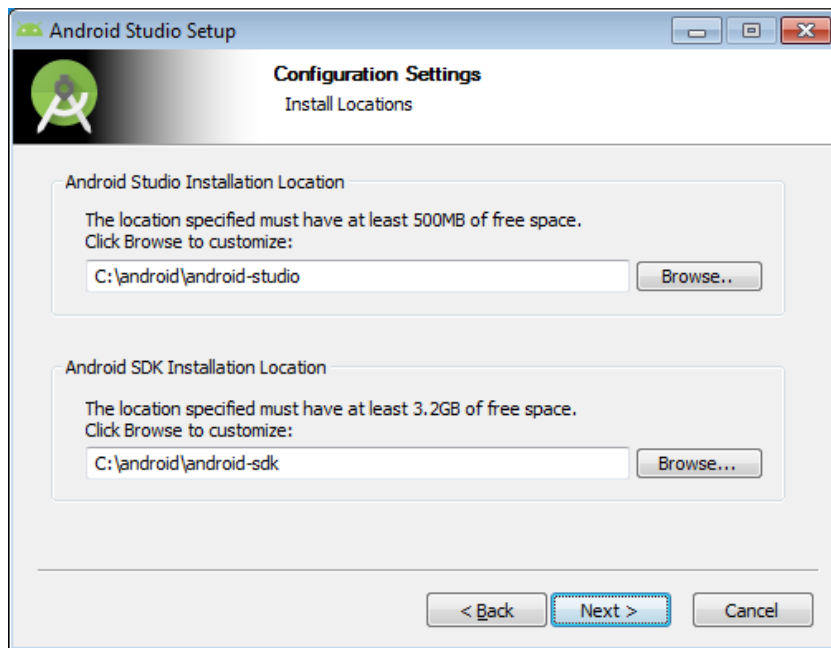 Android Studio Setup
Configuration Settings
Install Locations
Android Studio Installation Location
The location specified must have at least 500MB of free space.
Click Browse to customize:
C:\android\android-studio
Browse..
Android SDK Installation Location
The location specified must have at least 3.2GB of free space.
Click Browse to customize:
C:\android\android-sdk
Browse...
< Back
Next >
Cancel